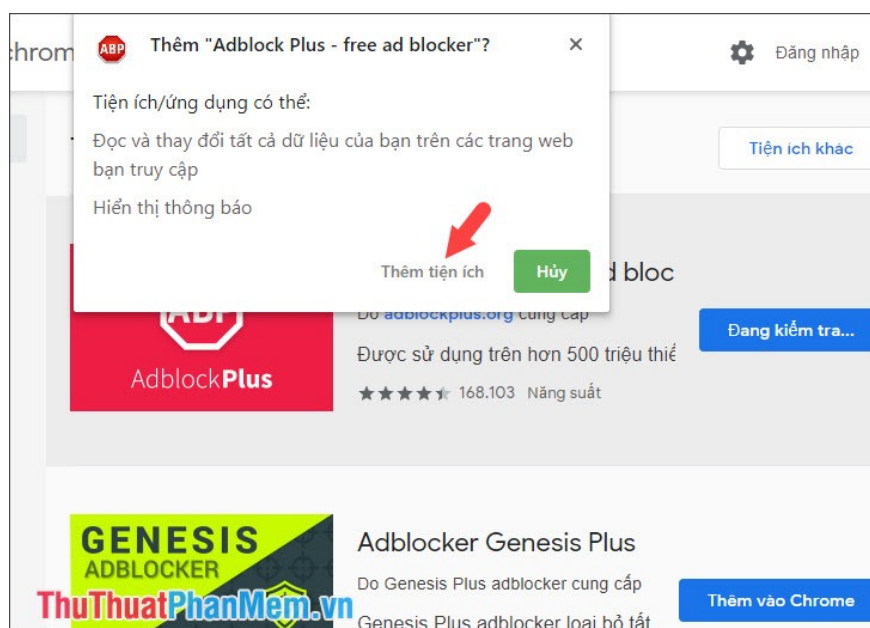 chrom
ABP
Thêm "Adblock Plus - free ad blocker"?
Đăng nhập
Tiện ích/ứng dụng có thể:
Đọc và thay đổi tất cả dữ liệu của bạn trên các trang web
bạn truy cập
Hiển thị thông báo
Tiện ích khác
Thêm tiện ích
Hủy
d bloc
ABP
Do adblockplus.org cung cấp
Đang kiểm tra...
Được sử dụng trên hơn 500 triệu thiế
AdblockPlus
168.103 Năng suất
GENESIS
ADBLOCKER
Adblocker Genesis Plus
Do Genesis Plus adblocker cung cấp
Thêm vào Chrome
ThuThuatPhanMem.vn
Genesis Plus adblocker loại bỏ tất